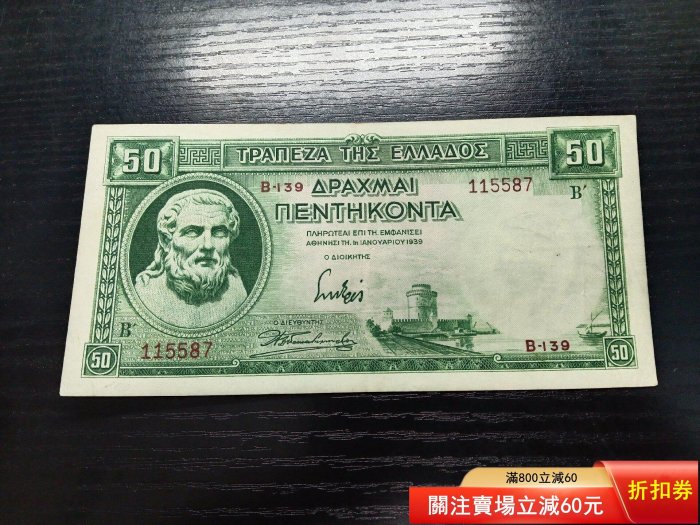 50 ΤΡΑΠΕΖΑ ΤΗΣ ΕΛΛΑΔΟΣ 50
B-139 ΔΡΑΧΜΑΙ 115587
ΠΕΝΤΗΚΟΝΤΑ Β΄
ΠΛΗΡΩΤΕΑΙ ΕΠΙ ΤΗ, ΕΜΦΑΝΙΣΕΙ
ΑΘΗΝΗΣΙ ΤΗ, 1Η ΙΑΝΟΥΑΡΙΟΥ 1939
Ο ΔΙΟΙΚΗΤΗΣ
Ο ΔΙΕΥΘΥΝΤΗΣ
Β΄
115587 B-139
50 50
滿800立減60
關注賣場立減60元
折扣券